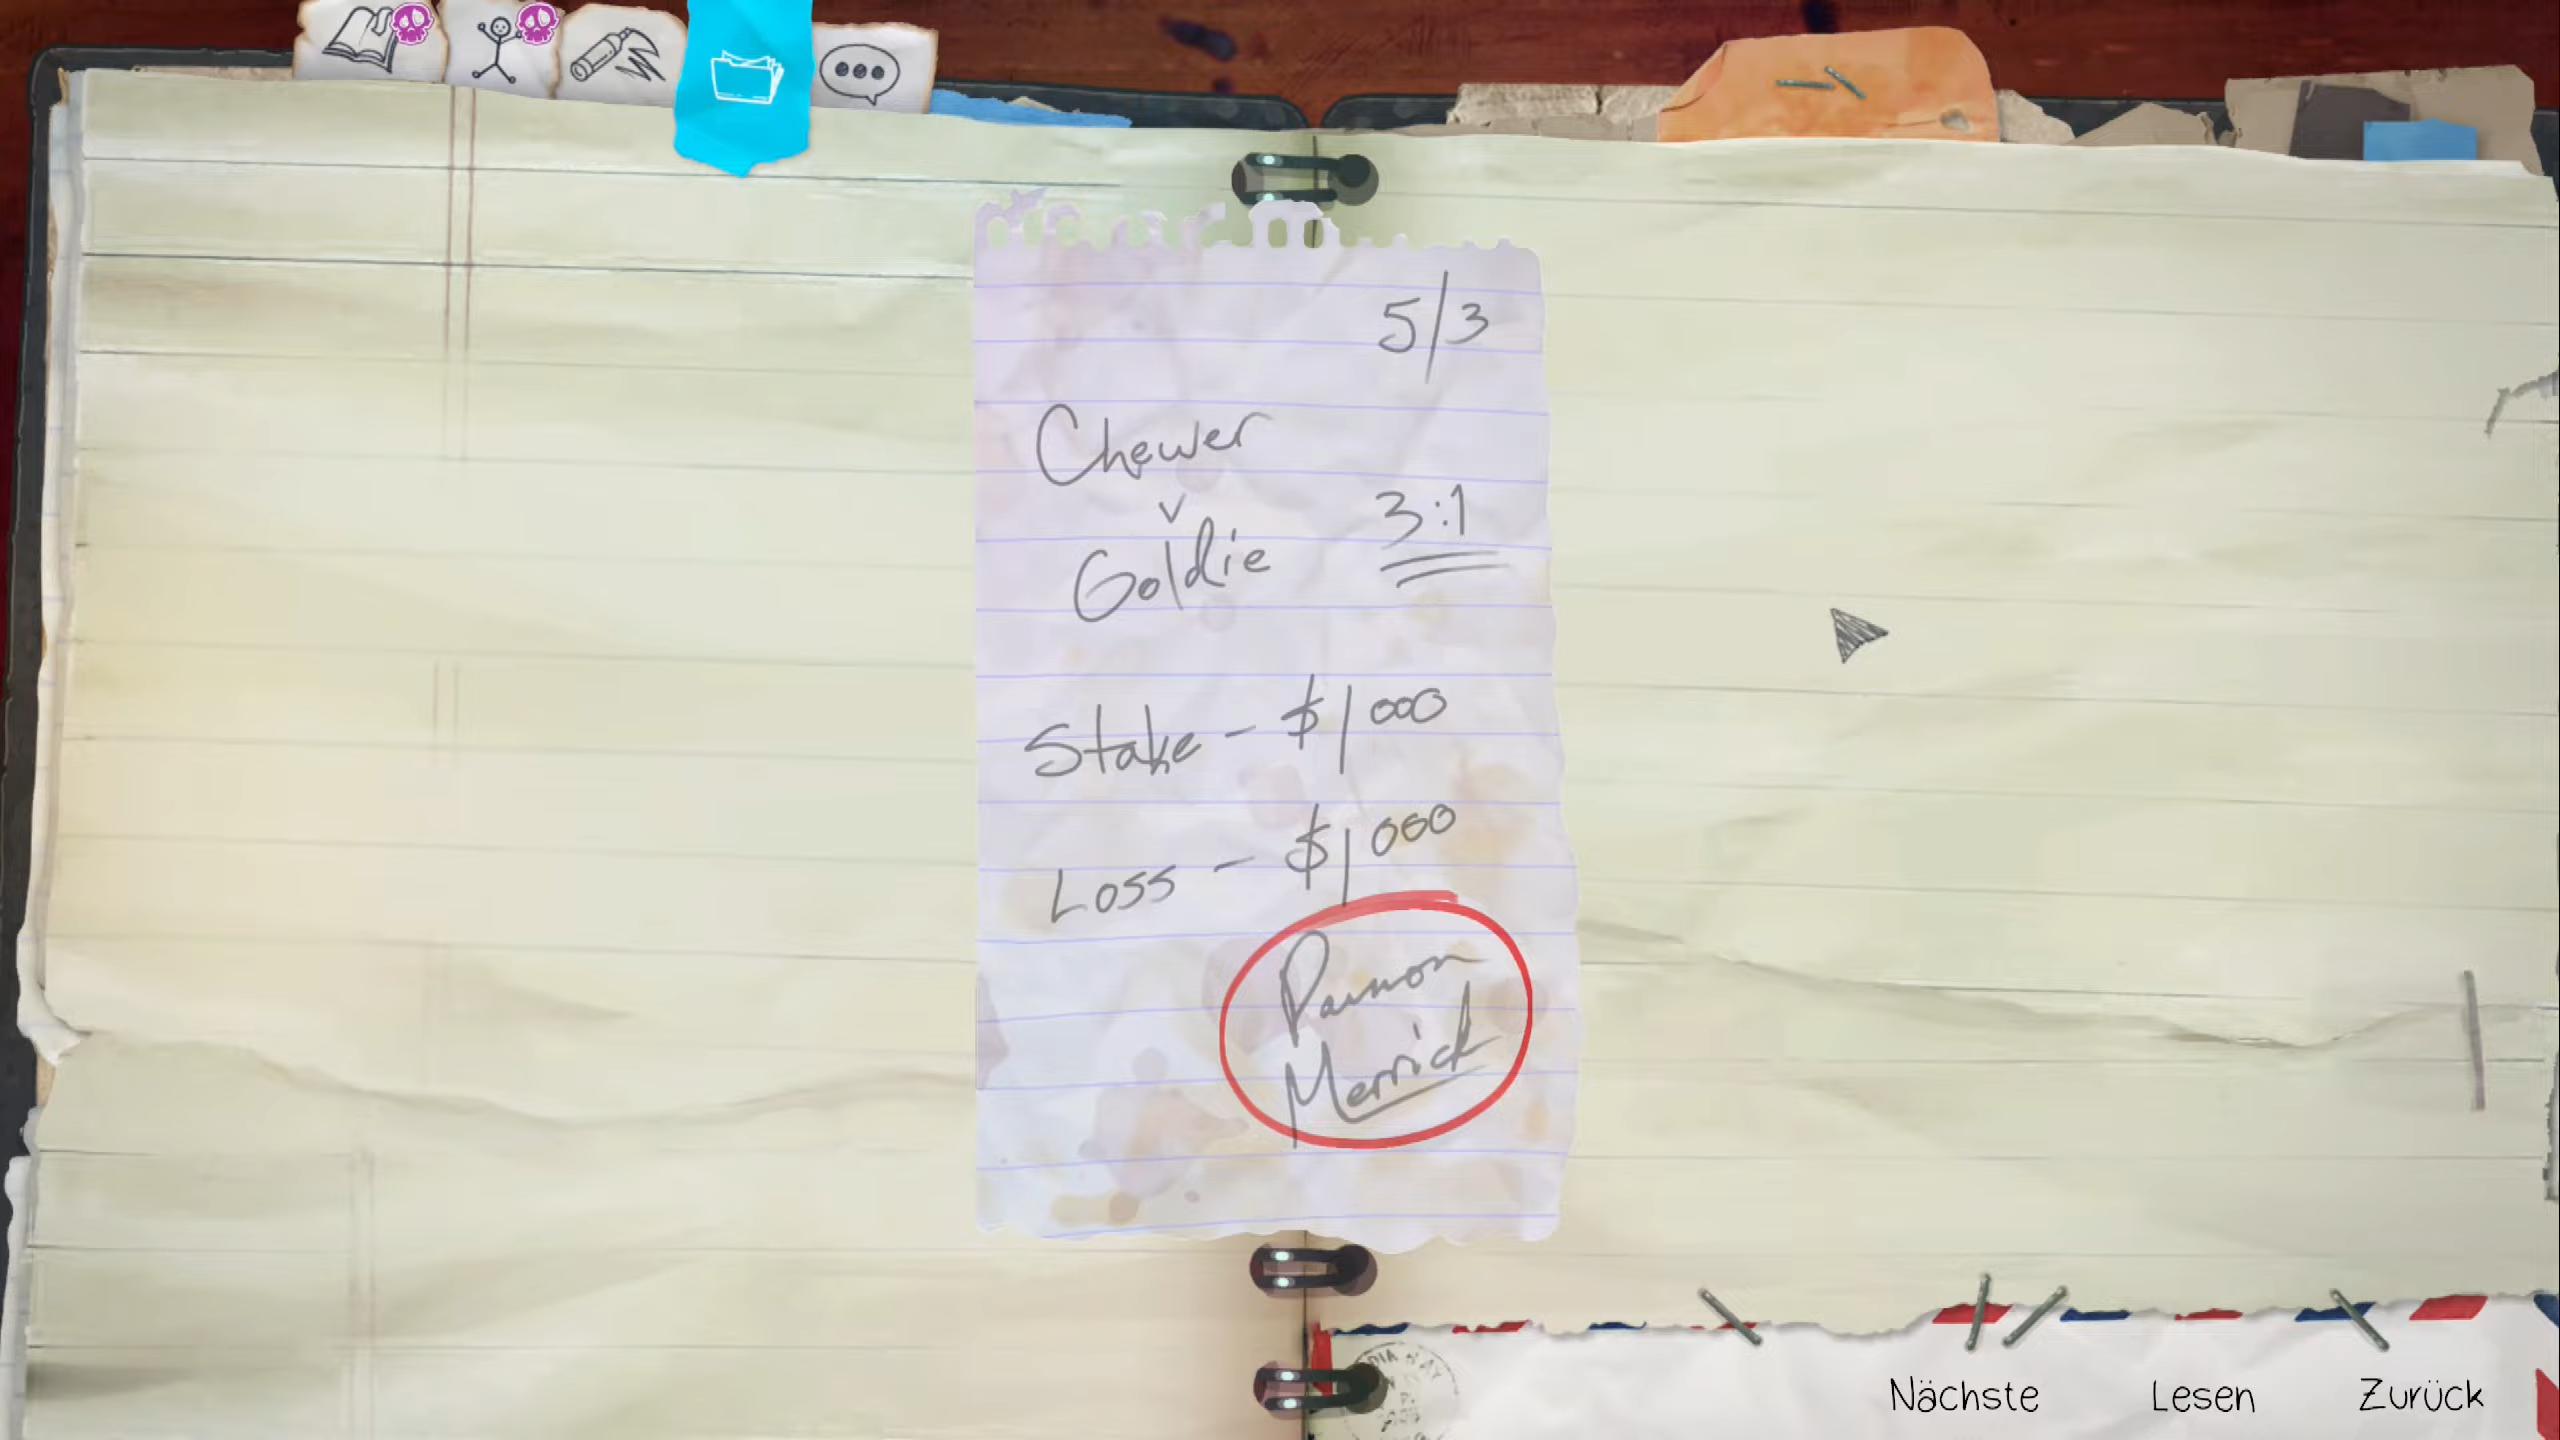 5/3
Chewer
v
Goldie 3:1
Stake - $1000
Loss - $1000
Damon
Merrick
Nächste Lesen Zurück